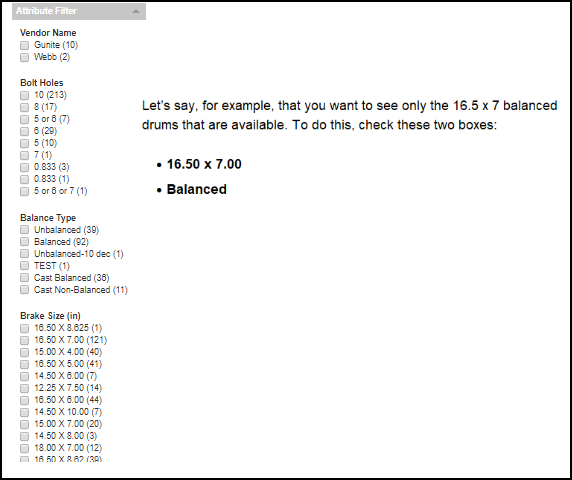 Attribute Filter
Vendor Name
Gunite (10)
Webb (2)
Bolt Holes
10 (213)
8 (17)
5 or 6 (7)
6 (29)
5 (10)
7 (1)
0.833 (3)
0.833 (1)
5 or 6 or 7 (1)
Balance Type
Unbalanced (39)
Balanced (92)
Unbalanced-10 dec (1)
TEST (1)
Cast Balanced (36)
Cast Non-Balanced (11)
Brake Size (in)
16.50 X 8.625 (1)
16.50 X 7.00 (121)
15.00 X 4.00 (40)
16.50 X 5.00 (41)
14.50 X 6.00 (7)
12.25 X 7.50 (14)
16.50 X 6.00 (44)
14.50 X 10.00 (7)
15.00 X 7.00 (20)
14.50 X 8.00 (3)
18.00 X 7.00 (12)
16.50 X 8.62 (39)
Let's say, for example, that you want to see only the 16.5 x 7 balanced
drums that are available. To do this, check these two boxes:
• 16.50 x 7.00
• Balanced